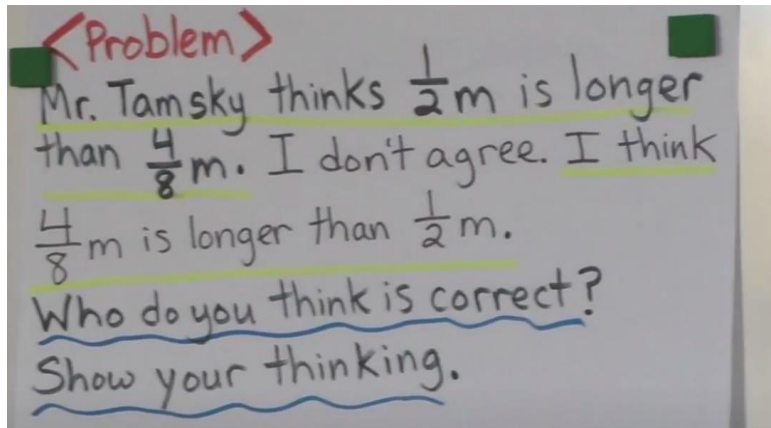 <Problem>
Mr. Tamsky thinks 1/2 m is longer
than 4/8 m. I don't agree. I think
4/8 m is longer than 1/2 m.
Who do you think is correct?
Show your thinking.